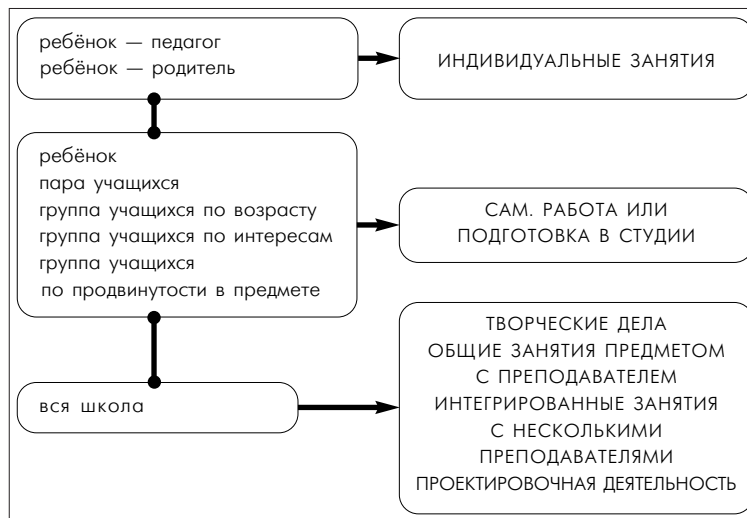 ребёнок — педагог
ребёнок — родитель
ИНДИВИДУАЛЬНЫЕ ЗАНЯТИЯ
ребёнок
пара учащихся
группа учащихся по возрасту
группа учащихся по интересам
группа учащихся
по продвинутости в предмете
САМ. РАБОТА ИЛИ
ПОДГОТОВКА В СТУДИИ
вся школа
ТВОРЧЕСКИЕ ДЕЛА
ОБЩИЕ ЗАНЯТИЯ ПРЕДМЕТОМ
С ПРЕПОДАВАТЕЛЕМ
ИНТЕГРИРОВАННЫЕ ЗАНЯТИЯ
С НЕСКОЛЬКИМИ
ПРЕПОДАВАТЕЛЯМИ
ПРОЕКТИРОВОЧНАЯ ДЕЯТЕЛЬНОСТЬ